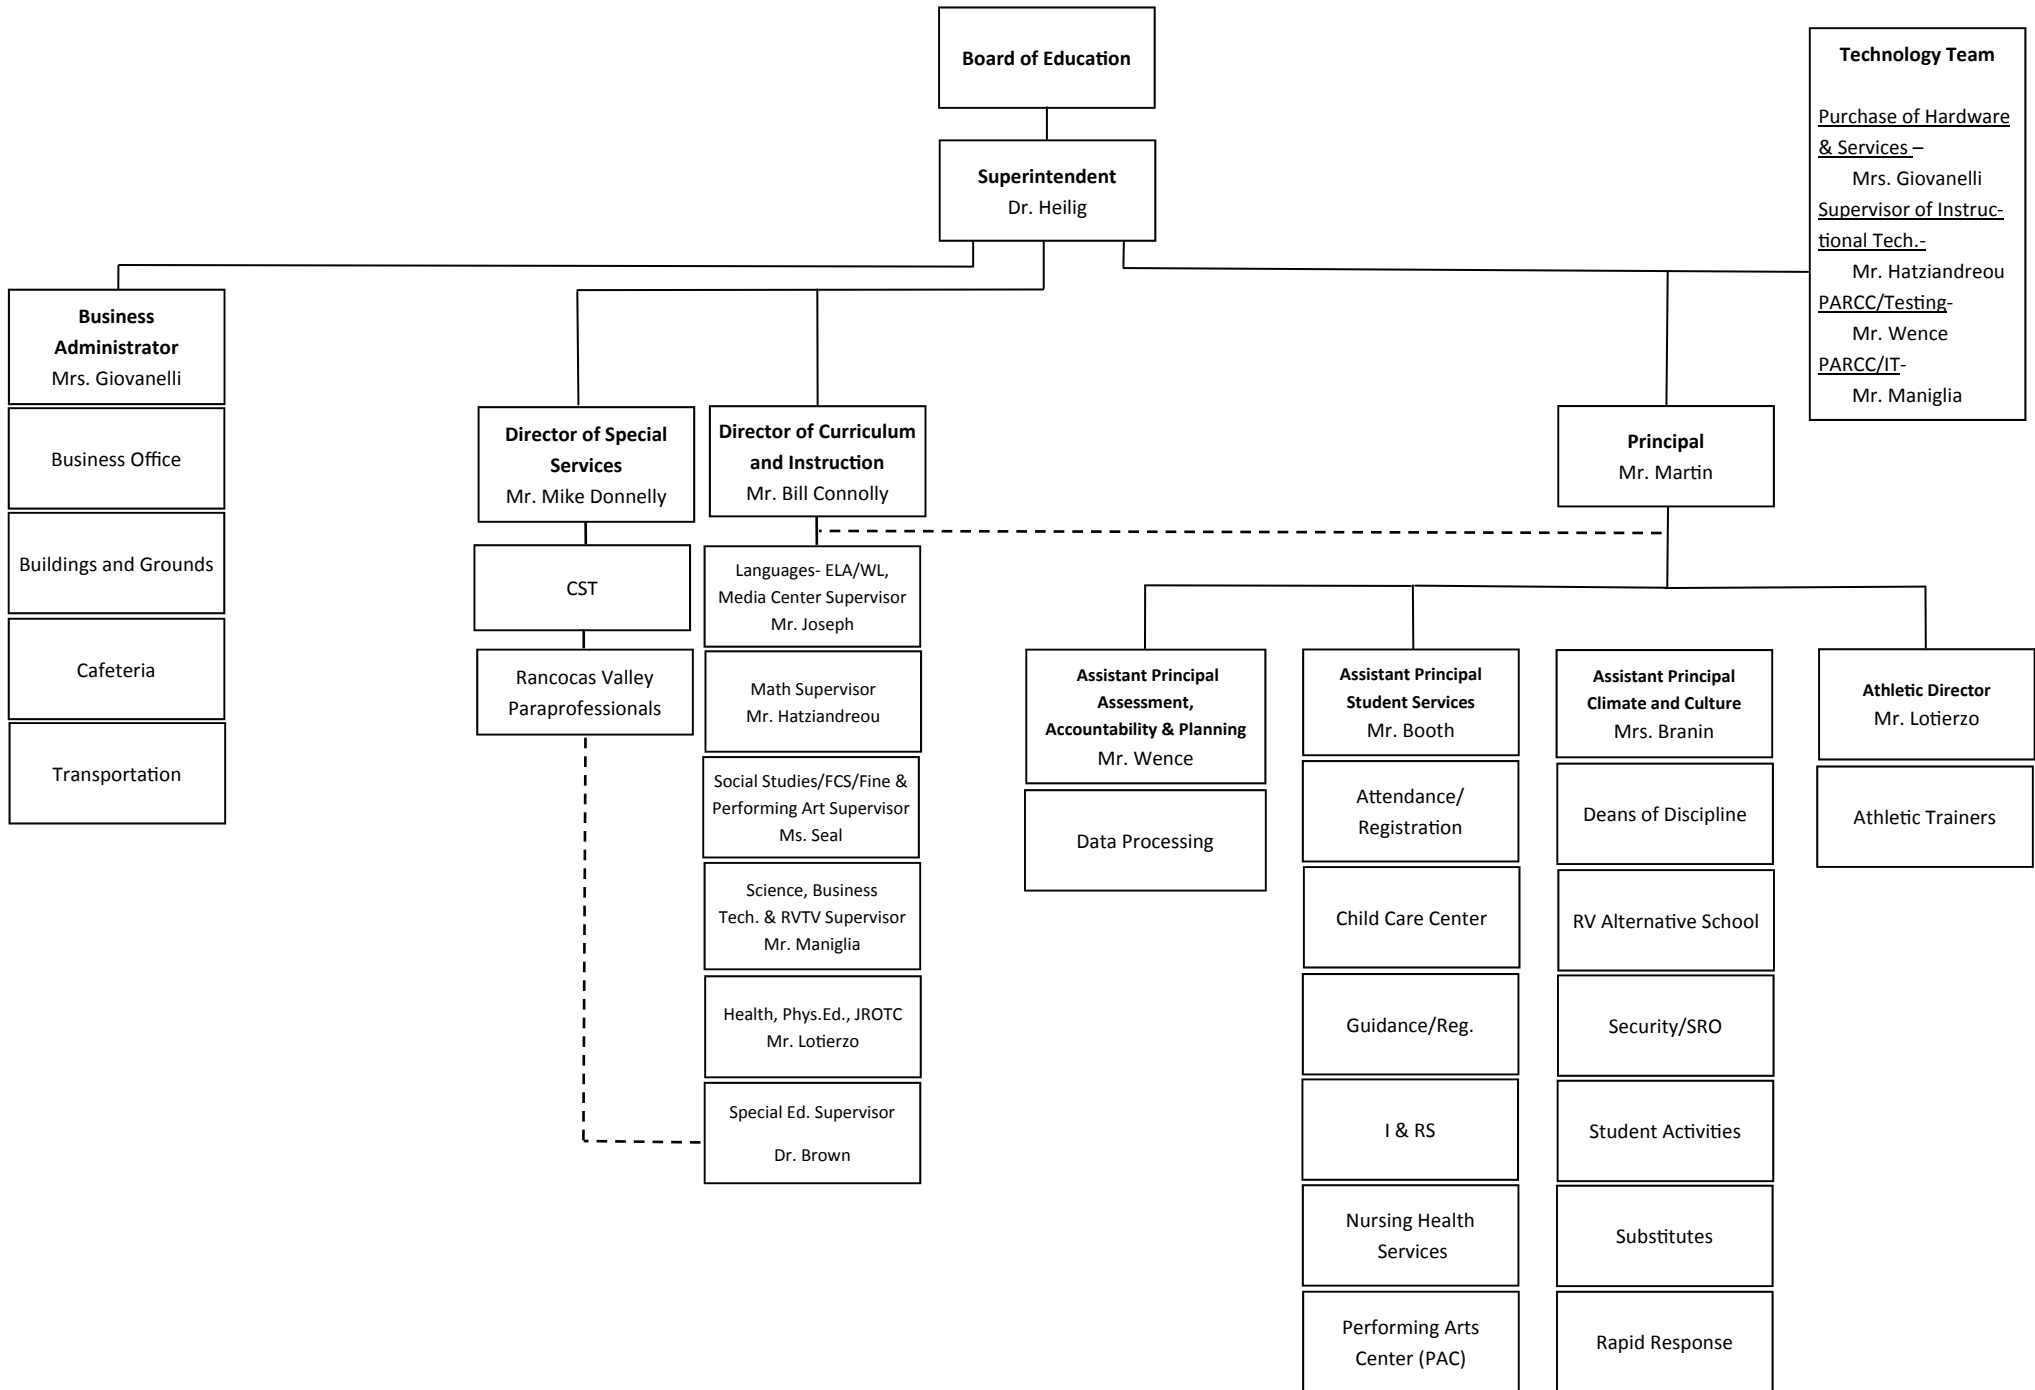 Board of Education
Superintendent
Dr. Heilig
Technology Team
Purchase of Hardware
& Services –
Mrs. Giovanelli
Supervisor of Instruc-
tional Tech.-
Mr. Hatziandreou
PARCC/Testing-
Mr. Wence
PARCC/IT-
Mr. Maniglia
Business
Administrator
Mrs. Giovanelli
Business Office
Buildings and Grounds
Cafeteria
Transportation
Director of Special
Services
Mr. Mike Donnelly
CST
Rancocas Valley
Paraprofessionals
Director of Curriculum
and Instruction
Mr. Bill Connolly
Languages- ELA/WL,
Media Center Supervisor
Mr. Joseph
Math Supervisor
Mr. Hatziandreou
Social Studies/FCS/Fine &
Performing Art Supervisor
Ms. Seal
Science, Business
Tech. & RVTV Supervisor
Mr. Maniglia
Health, Phys.Ed., JROTC
Mr. Lotierzo
Special Ed. Supervisor
Dr. Brown
Principal
Mr. Martin
Assistant Principal
Assessment,
Accountability & Planning
Mr. Wence
Data Processing
Assistant Principal
Student Services
Mr. Booth
Attendance/
Registration
Child Care Center
Guidance/Reg.
I & RS
Nursing Health
Services
Performing Arts
Center (PAC)
Assistant Principal
Climate and Culture
Mrs. Branin
Deans of Discipline
RV Alternative School
Security/SRO
Student Activities
Substitutes
Rapid Response
Athletic Director
Mr. Lotierzo
Athletic Trainers